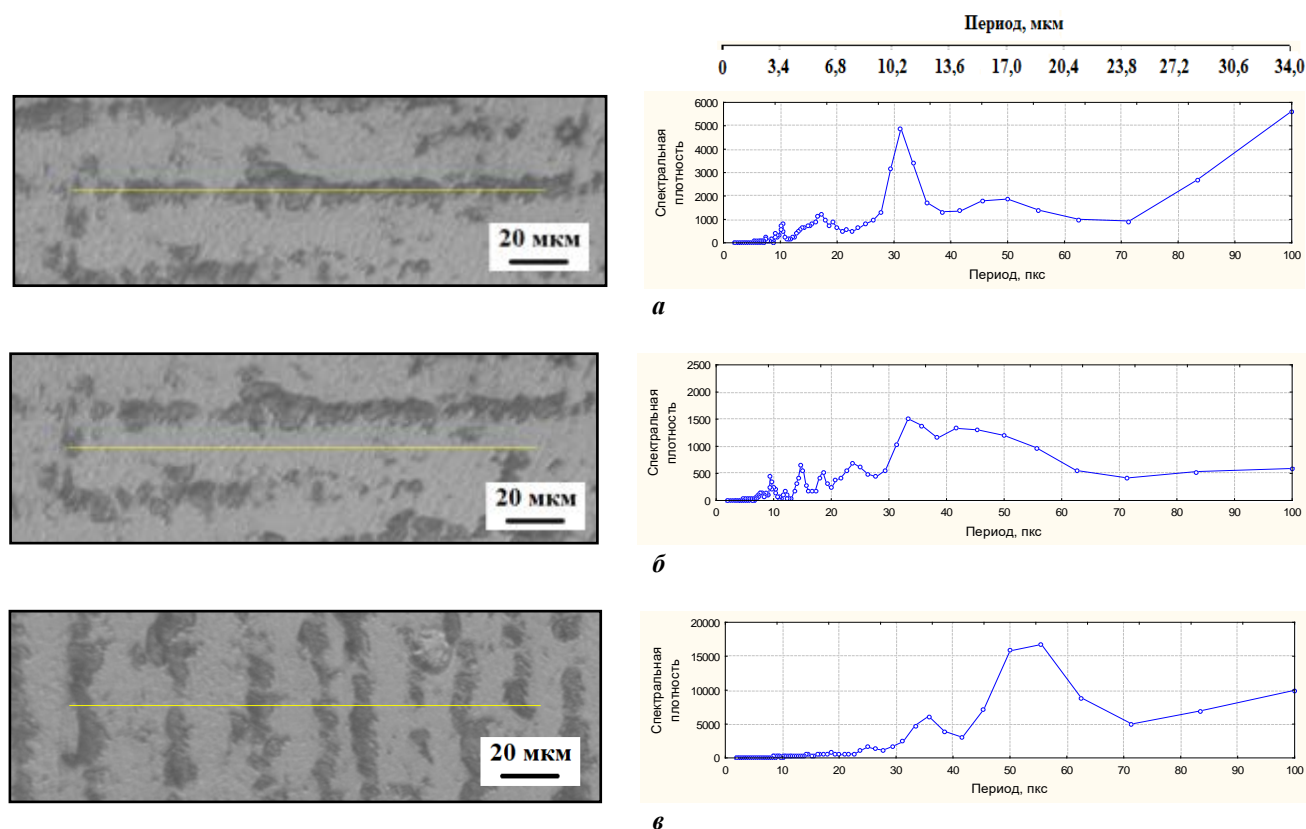 Период, мкм
0 3,4 6,8 10,2 13,6 17,0 20,4 23,8 27,2 30,6 34,0
20 мкм
Спектральная
плотность
6000
5000
4000
3000
2000
1000
0
0 10 20 30 40 50 60 70 80 90 100
Период, пкс
а
20 мкм
Спектральная
плотность
2500
2000
1500
1000
500
0
0 10 20 30 40 50 60 70 80 90 100
Период, пкс
б
20 мкм
Спектральная
плотность
20000
15000
10000
5000
0
0 10 20 30 40 50 60 70 80 90 100
Период, пкс
в